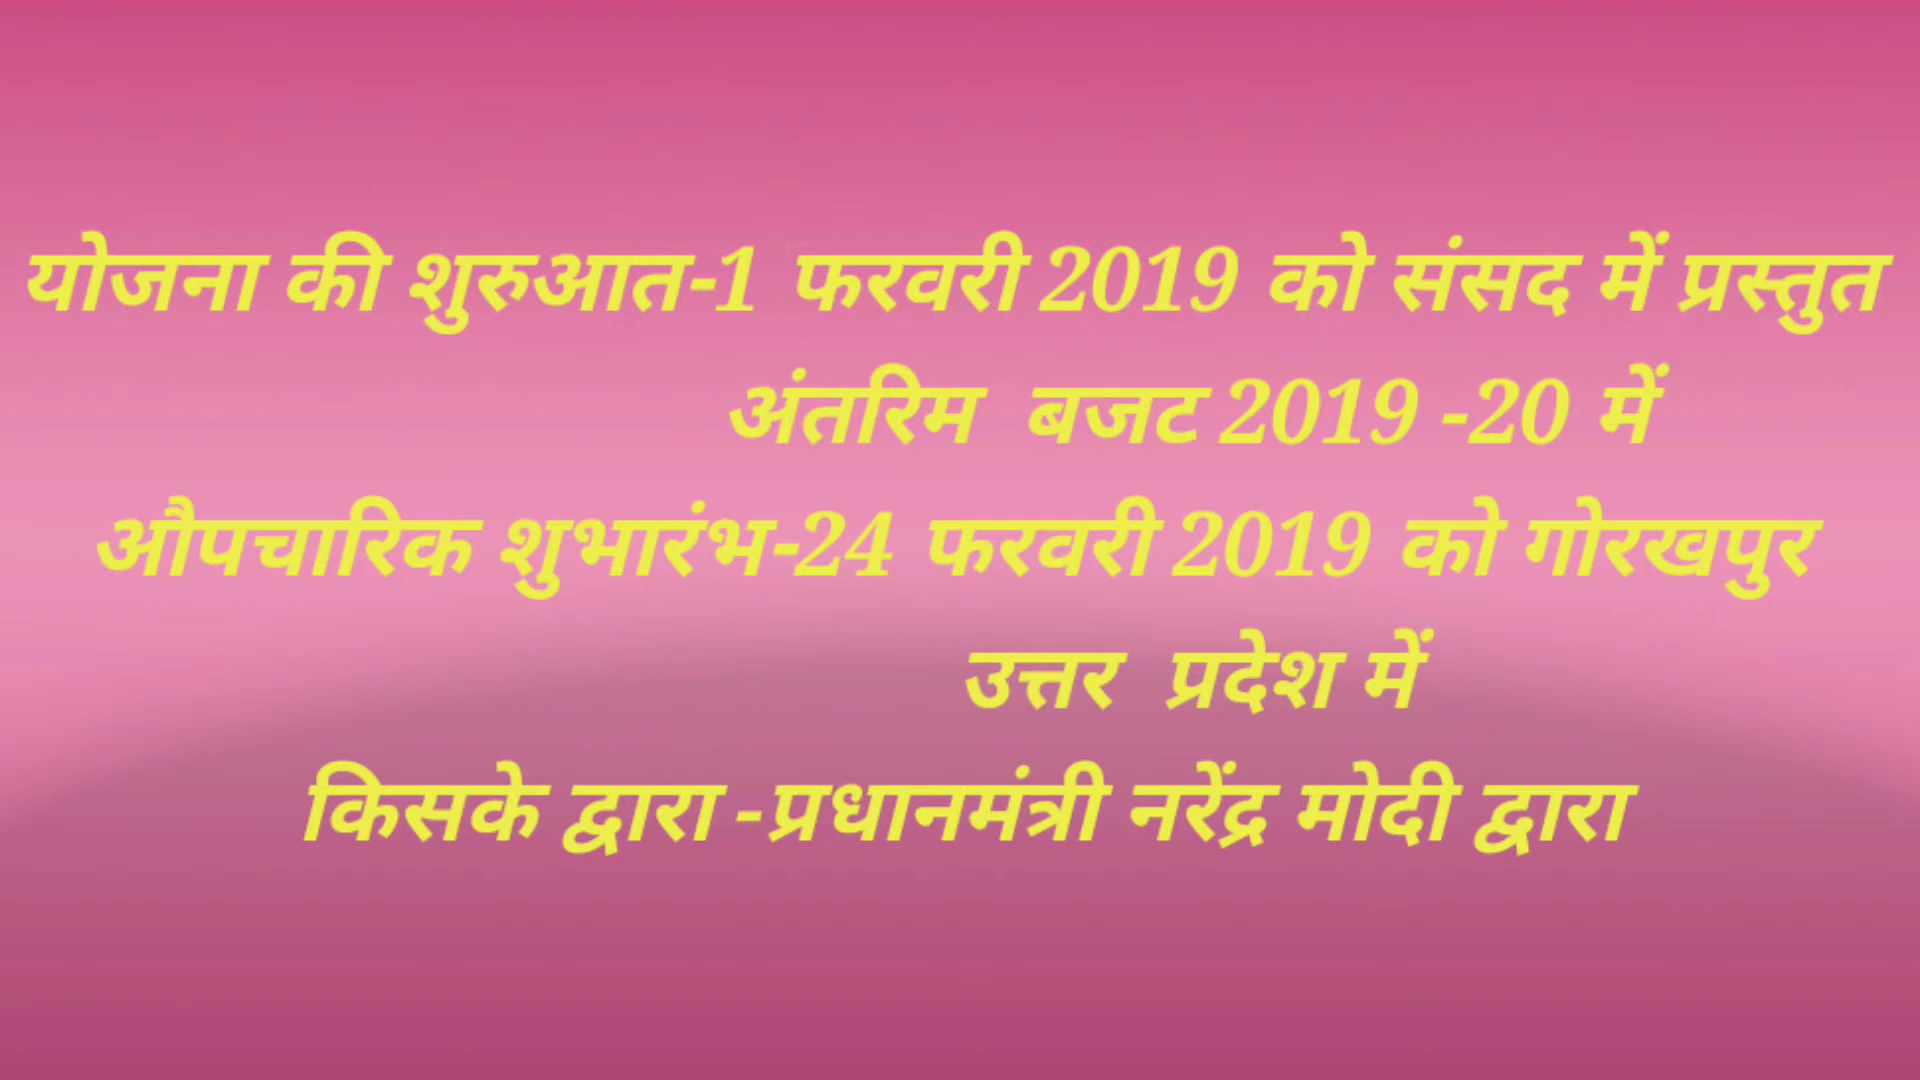 योजना की शुरुआत-1 फरवरी 2019 को संसद में प्रस्तुत
अंतरिम बजट 2019 -20 में
औपचारिक शुभारंभ-24 फरवरी 2019 को गोरखपुर
उत्तर प्रदेश में
किसके द्वारा -प्रधानमंत्री नरेंद्र मोदी द्वारा